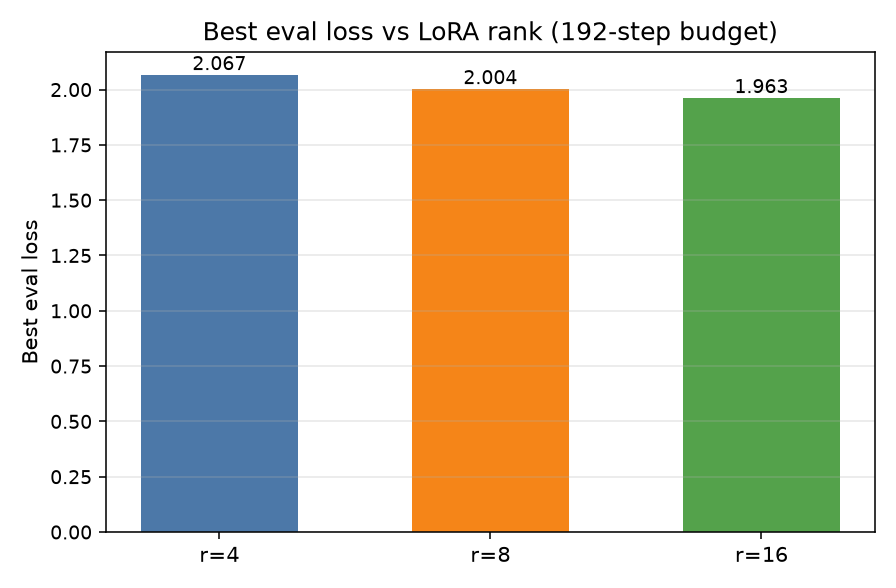 Best eval loss vs LoRA rank (192-step budget)
2.067
2.004
1.963
2.00
1.75
1.50
1.25
1.00
0.75
0.50
0.25
0.00
Best eval loss
r=4
r=8
r=16